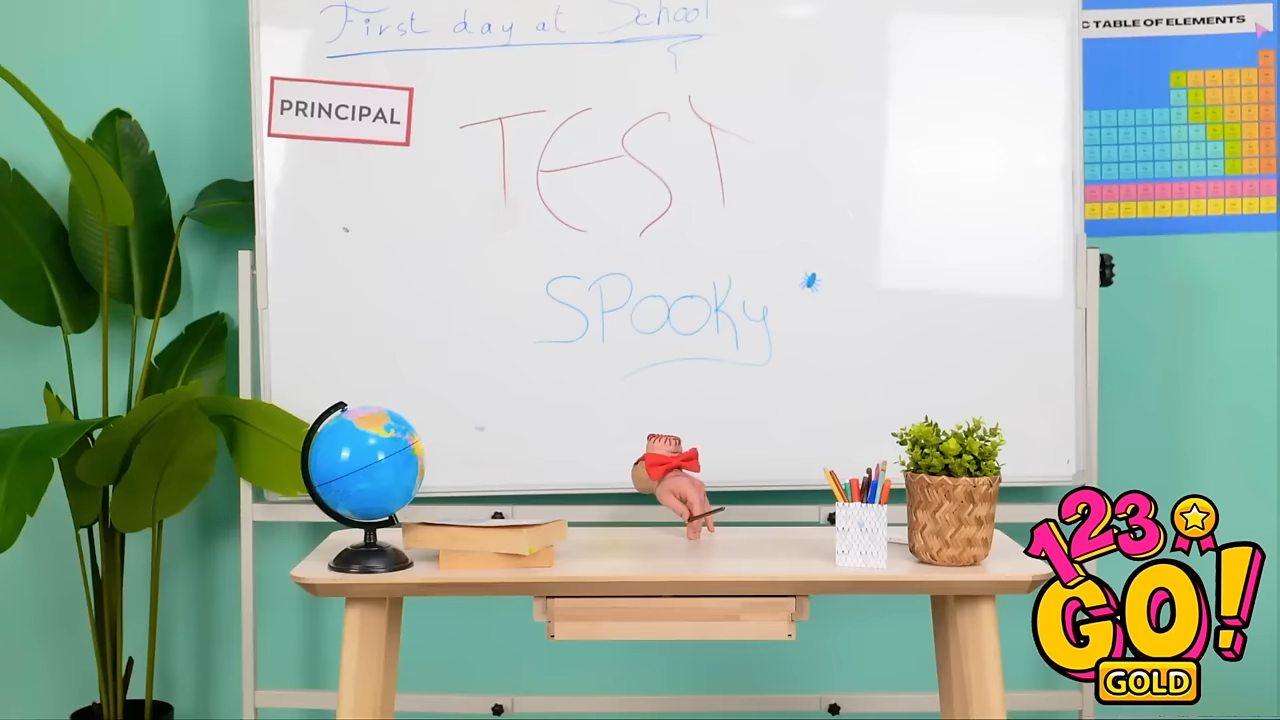 First day at School
C TABLE OF ELEMENTS
PRINCIPAL
TEST
SPOOKY
123
GO!
GOLD